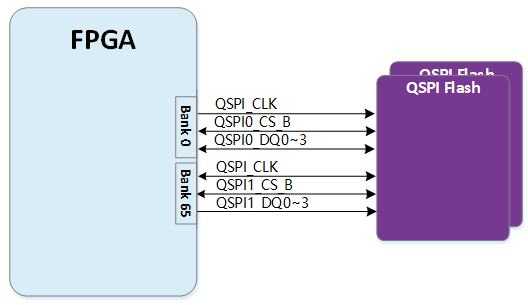 FPGA
QSPI Flash
QSPI Flash
Bank 0
QSPI_CLK
QSPI0_CS_B
QSPI0_DQ0~3
Bank 65
QSPI_CLK
QSPI1_CS_B
QSPI1_DQ0~3